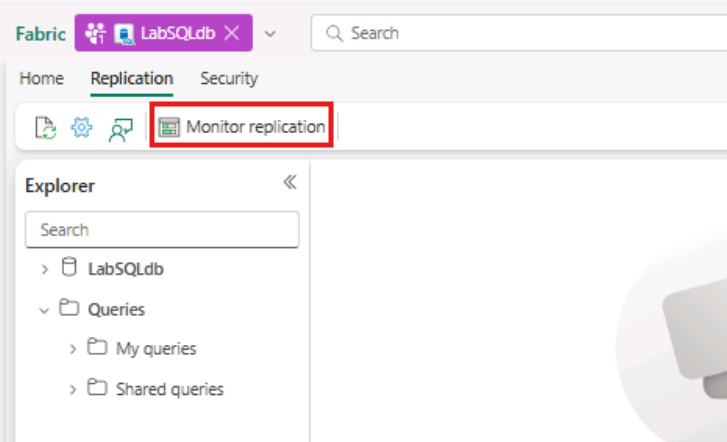 Fabric LabSQLdb Search
Home Replication Security
Monitor replication
Explorer
Search
LabSQLdb
Queries
My queries
Shared queries